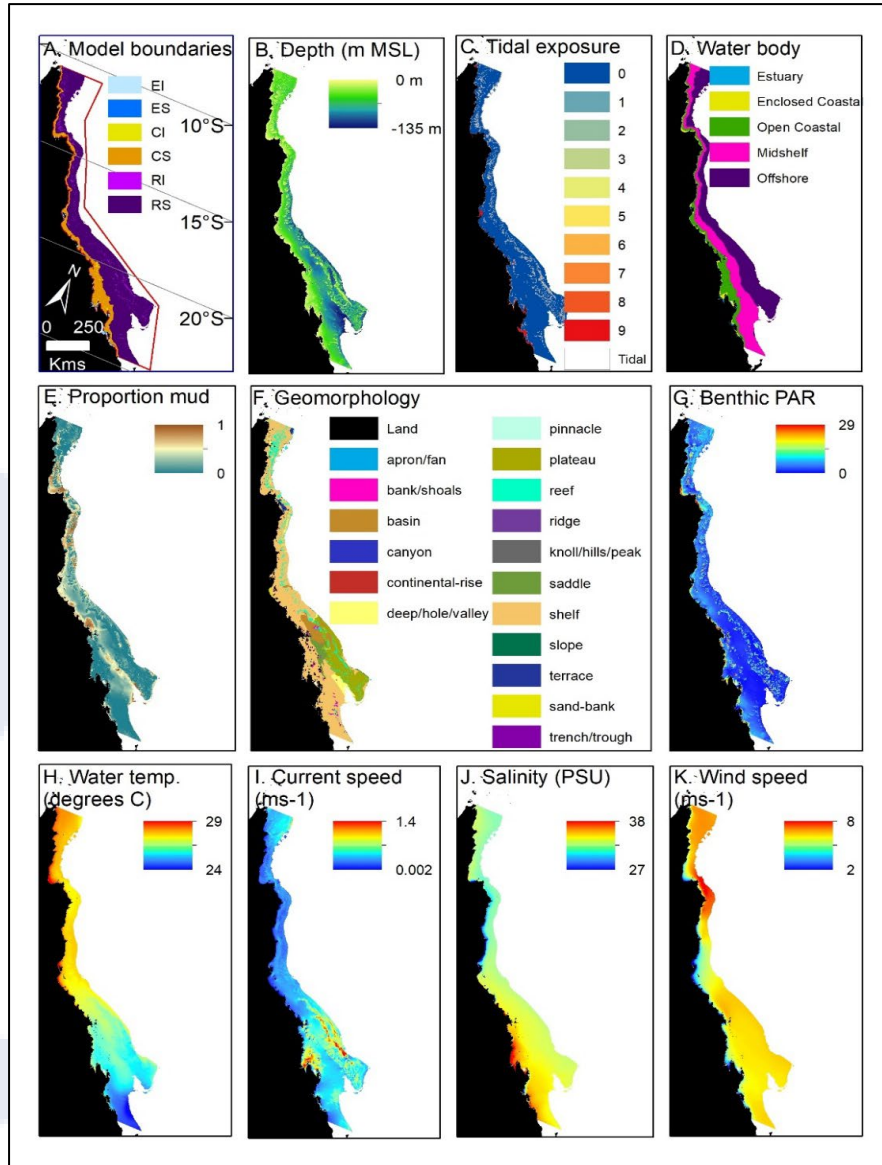 A. Model boundaries
EI
ES
CI
CS
RI
RS
10°S
15°S
20°S
N
0 250
Kms
B. Depth (m MSL)
0 m
-135 m
C. Tidal exposure
0
1
2
3
4
5
6
7
8
9
Tidal
D. Water body
Estuary
Enclosed Coastal
Open Coastal
Midshelf
Offshore
E. Proportion mud
1
0
F. Geomorphology
Land
apron/fan
bank/shoals
basin
canyon
continental-rise
deep/hole/valley
pinnacle
plateau
reef
ridge
knoll/hills/peak
saddle
shelf
slope
terrace
sand-bank
trench/trough
G. Benthic PAR
29
0
H. Water temp.
(degrees C)
29
24
I. Current speed
(ms-1)
1.4
0.002
J. Salinity (PSU)
38
27
K. Wind speed
(ms-1)
8
2